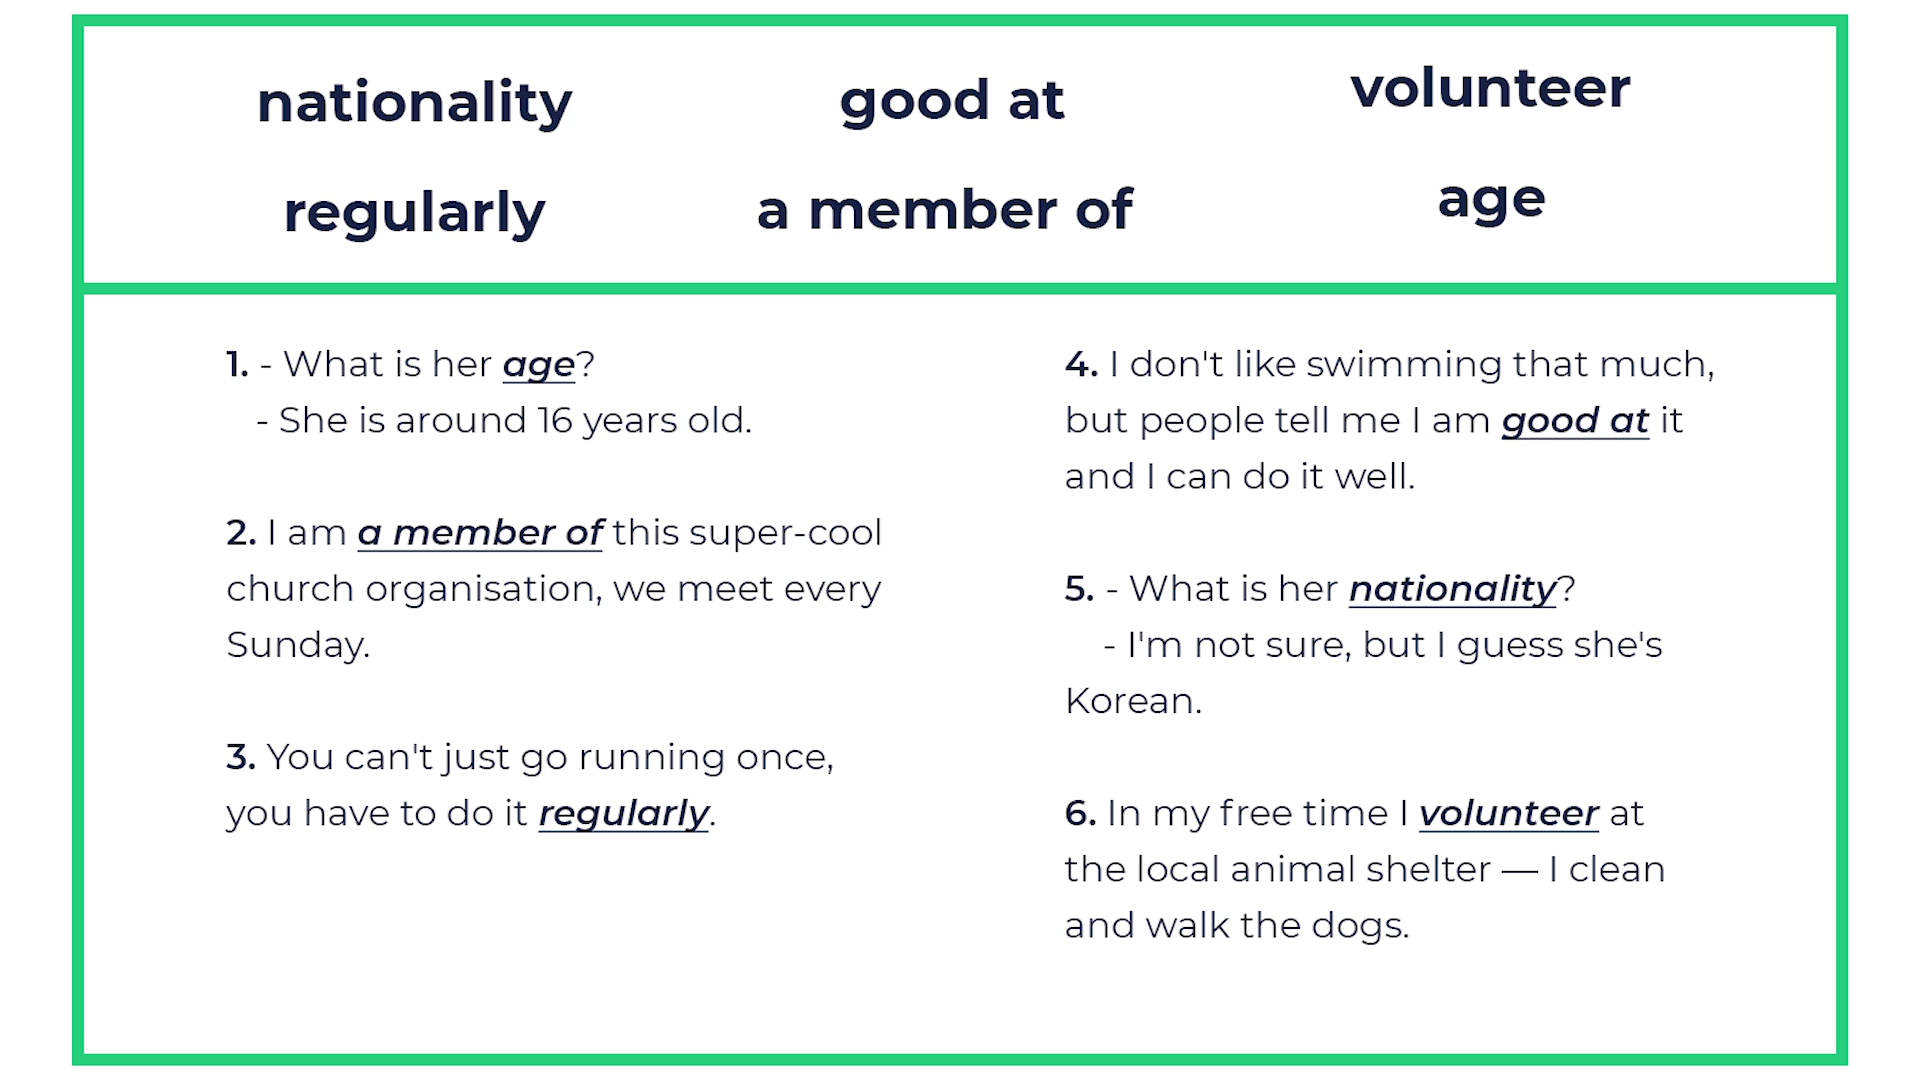 nationality
good at
volunteer
regularly
a member of
age
1. - What is her age?
- She is around 16 years old.
2. I am a member of this super-cool
church organisation, we meet every
Sunday.
3. You can't just go running once,
you have to do it regularly.
4. I don't like swimming that much,
but people tell me I am good at it
and I can do it well.
5. - What is her nationality?
- I'm not sure, but I guess she's
Korean.
6. In my free time I volunteer at
the local animal shelter — I clean
and walk the dogs.